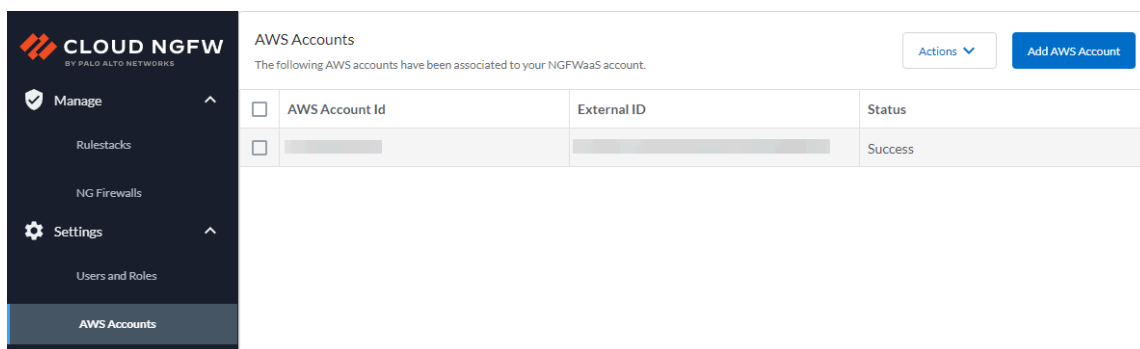 CLOUD NGFW
BY PALO ALTO NETWORKS
Manage
Rulestacks
NG Firewalls
Settings
Users and Roles
AWS Accounts
AWS Accounts
The following AWS accounts have been associated to your NGFWaaS account.
Actions
Add AWS Account
AWS Account Id External ID Status
Success